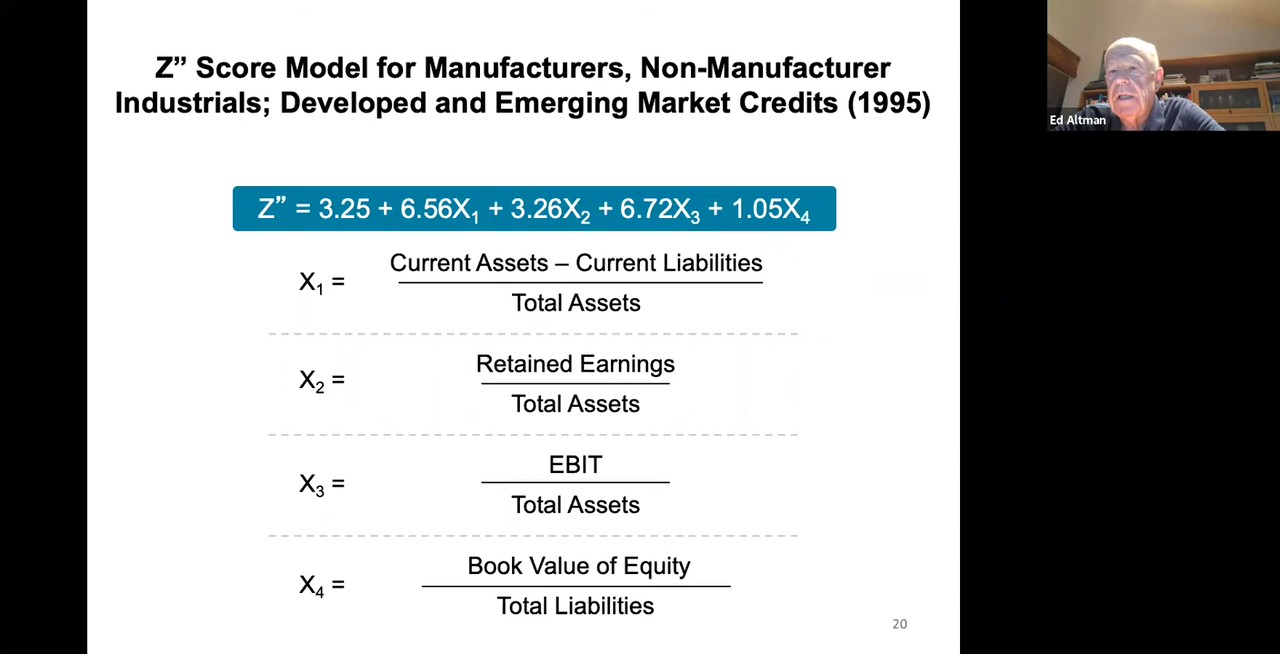 Z” Score Model for Manufacturers, Non-Manufacturer
Industrials; Developed and Emerging Market Credits (1995)
Ed Altman
Z” = 3.25 + 6.56X₁ + 3.26X₂ + 6.72X₃ + 1.05X₄
X₁ =
Current Assets – Current Liabilities
Total Assets
X₂ =
Retained Earnings
Total Assets
X₃ =
EBIT
Total Assets
X₄ =
Book Value of Equity
Total Liabilities
20